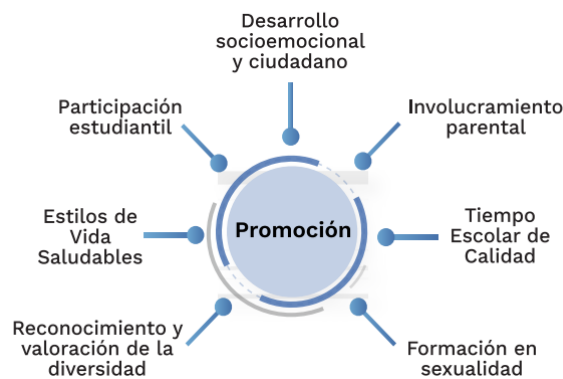 Desarrollo
socioemocional
y ciudadano
Participación
estudiantil
Involucramiento
parental
Estilos de
Vida
Saludables
Promoción
Tiempo
Escolar de
Calidad
Reconocimiento y
valoración de la
diversidad
Formación en
sexualidad